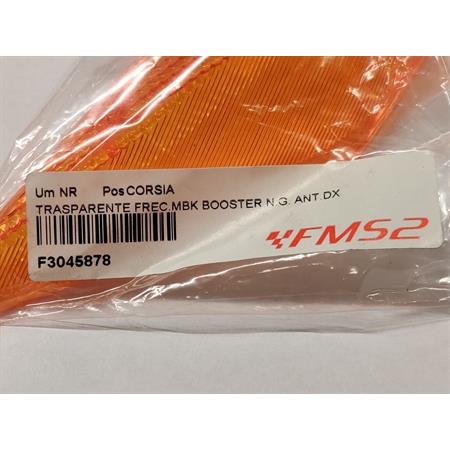 Um NR Pos CORSIA
TRASPARENTE FREC.MBK BOOSTER N.G. ANT.DX
FMS2
F3045878